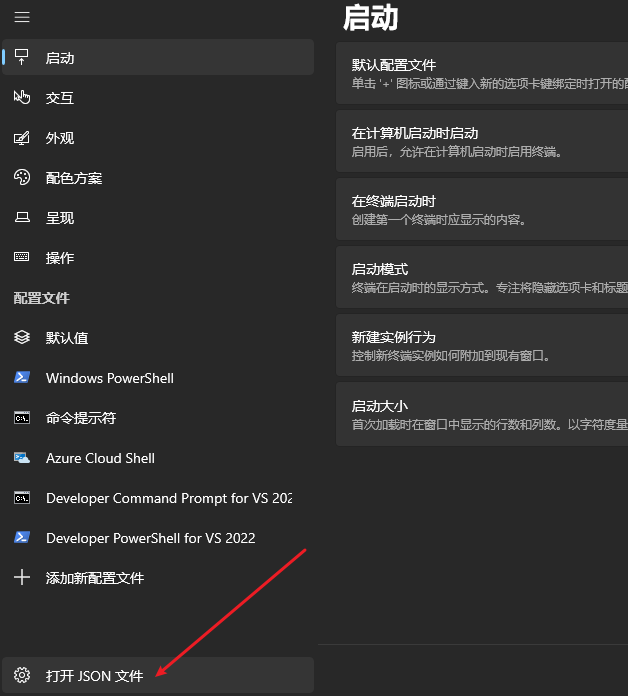 启动
交互
外观
配色方案
呈现
操作
配置文件
默认值
Windows PowerShell
命令提示符
Azure Cloud Shell
Developer Command Prompt for VS 202
Developer PowerShell for VS 2022
添加新配置文件
打开 JSON 文件
启动
默认配置文件
单击 '+' 图标或通过键入新的选项卡键绑定时打开的
在计算机启动时启动
启用后，允许在计算机启动时启用终端。
在终端启动时
创建第一个终端时应显示的内容。
启动模式
终端在启动时的显示方式。专注将隐藏选项卡和标题
新建实例行为
控制新终端实例如何附加到现有窗口。
启动大小
首次加载时在窗口中显示的行数和列数。以字符度量